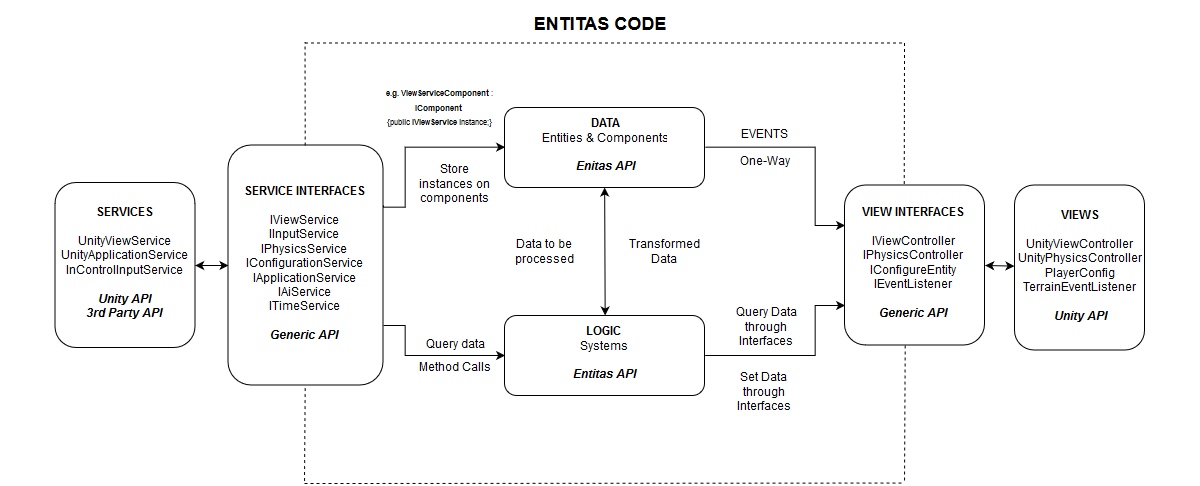 ENTITAS CODE
e.g. ViewServiceComponent :
IComponent
{public IViewService instance;}
SERVICES
UnityViewService
UnityApplicationService
InControlInputService
Unity API
3rd Party API
SERVICE INTERFACES
IViewService
IInputService
IPhysicsService
IConfigurationService
IApplicationService
IAiService
ITimeService
Generic API
Store
instances on
components
Query data
Method Calls
DATA
Entities & Components
Enitas API
Data to be
processed
Transformed
Data
LOGIC
Systems
Entitas API
EVENTS
One-Way
Query Data
through
Interfaces
Set Data
through
Interfaces
VIEW INTERFACES
IViewController
IPhysicsController
IConfigureEntity
IEventListener
Generic API
VIEWS
UnityViewController
UnityPhysicsController
PlayerConfig
TerrainEventListener
Unity API